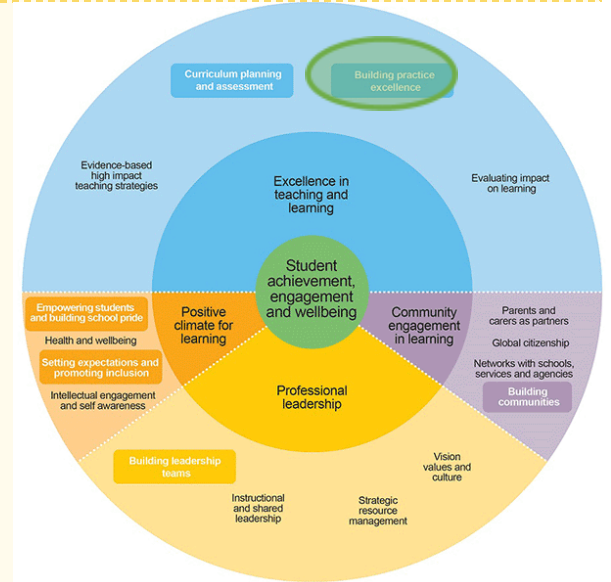 Curriculum planning
and assessment
Building practice
excellence
Evidence-based
high impact
teaching strategies
Excellence in
teaching and
learning
Evaluating impact
on learning
Student
achievement,
engagement
and wellbeing
Empowering students
and building school pride
Health and wellbeing
Setting expectations and
promoting inclusion
Intellectual engagement
and self awareness
Positive
climate for
learning
Community
engagement
in learning
Parents and
carers as partners
Global citizenship
Networks with schools,
services and agencies
Building
communities
Professional
leadership
Building leadership
teams
Instructional
and shared
leadership
Strategic
resource
management
Vision
values and
culture